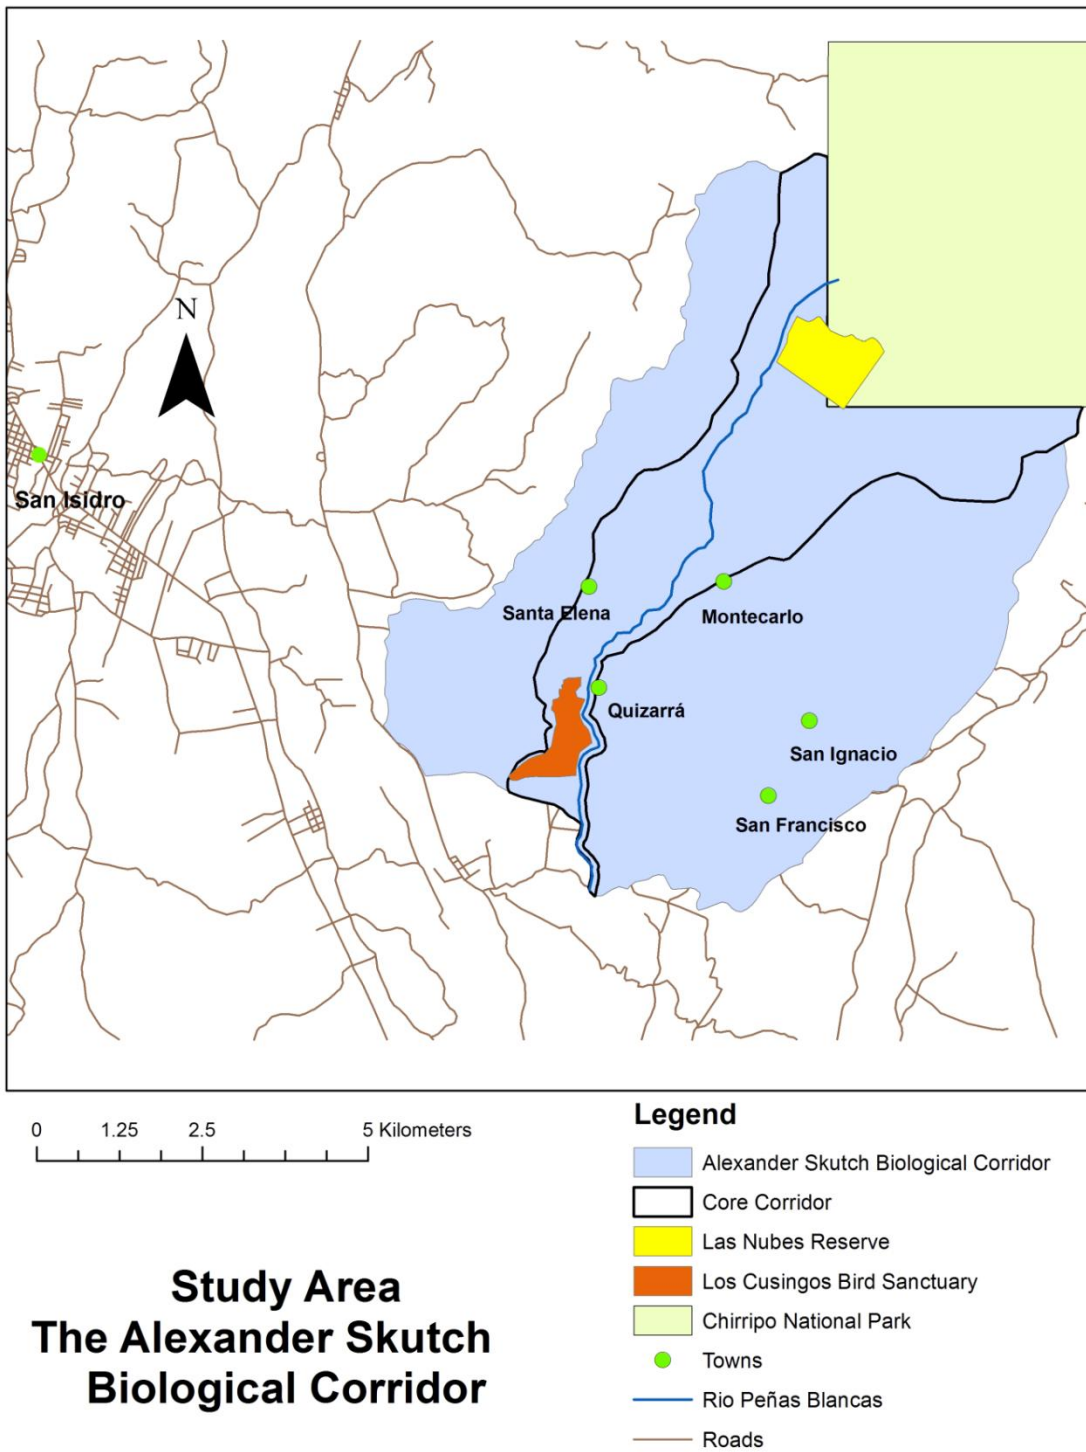 N
San Isidro
Santa Elena
Montecarlo
Quizarrá
San Ignacio
San Francisco
0 1.25 2.5 5 Kilometers
Study Area
The Alexander Skutch
Biological Corridor
Legend
Alexander Skutch Biological Corridor
Core Corridor
Las Nubes Reserve
Los Cusingos Bird Sanctuary
Chirripo National Park
Towns
Rio Peñas Blancas
Roads